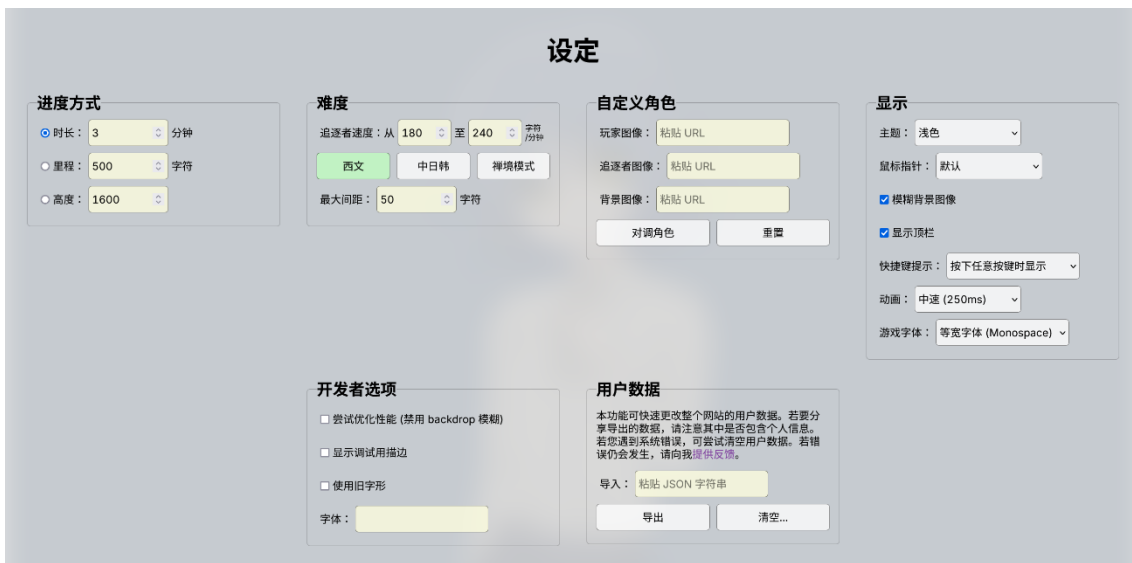 设定
进度方式
时长： 3 分钟
里程： 500 字符
高度： 1600
难度
追逐者速度：从 180 至 240 字符/分钟
西文 中日韩 禅境模式
最大间距： 50 字符
自定义角色
玩家图像： 粘贴 URL
追逐者图像： 粘贴 URL
背景图像： 粘贴 URL
对调角色 重置
显示
主题： 浅色
鼠标指针： 默认
模糊背景图像
显示顶栏
快捷键提示： 按下任意按键时显示
动画： 中速 (250ms)
游戏字体： 等宽字体 (Monospace)
开发者选项
尝试优化性能 (禁用 backdrop 模糊)
显示调试用描边
使用旧字形
字体：
用户数据
本功能可快速更改整个网站的用户数据。若要分
享导出的数据，请注意其中是否包含个人信息。
若您遇到系统错误，可尝试清空用户数据。若错
误仍会发生，请向我提供反馈。
导入： 粘贴 JSON 字符串
导出 清空...